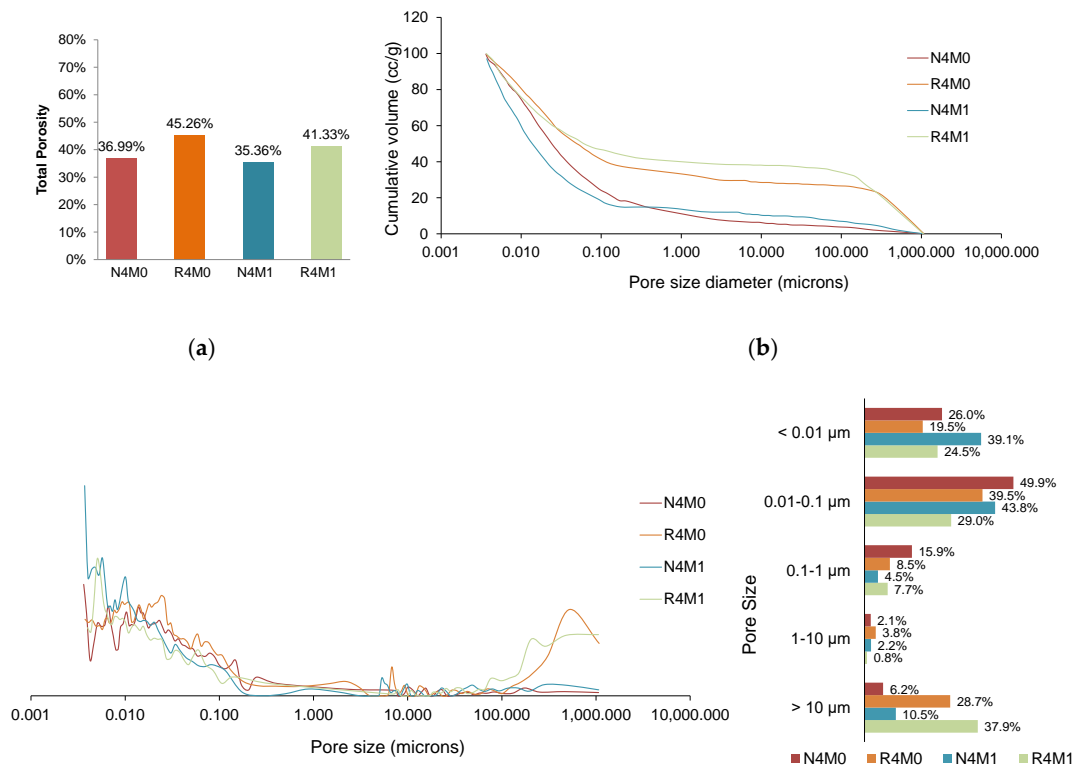 80%
70%
60%
50%
40%
30%
20%
10%
0%
Total Porosity
36.99%
45.26%
35.36%
41.33%
N4M0
R4M0
N4M1
R4M1
(a)
120
100
80
60
40
20
0
Cumulative volume (cc/g)
0.001
0.010
0.100
1.000
10.000
100.000
1,000.000
10,000.000
Pore size diameter (microns)
N4M0
R4M0
N4M1
R4M1
(b)
N4M0
R4M0
N4M1
R4M1
0.001
0.010
0.100
1.000
10.000
100.000
1,0000.000
10,000.000
Pore size (microns)
Pore Size
< 0.01 µm
26.0%
19.5%
39.1%
24.5%
0.01-0.1 µm
49.9%
39.5%
43.8%
29.0%
0.1-1 µm
15.9%
8.5%
4.5%
7.7%
1-10 µm
2.1%
3.8%
2.2%
0.8%
> 10 µm
6.2%
28.7%
10.5%
37.9%
N4M0 R4M0 N4M1 R4M1